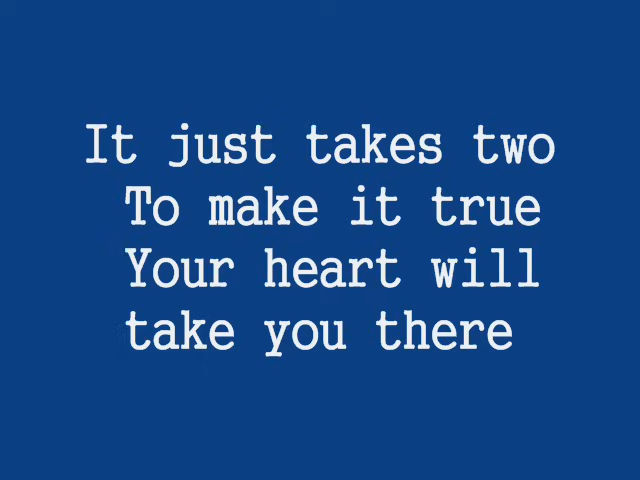 It just takes two
To make it true
Your heart will
take you there